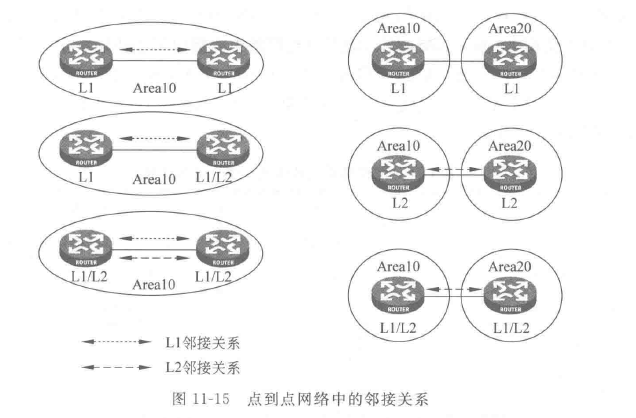 ROUTER
ROUTER
L1
Area10
L1
ROUTER
ROUTER
L1
Area10
L1/L2
ROUTER
ROUTER
L1/L2
Area10
L1/L2
Area10
Area20
ROUTER
ROUTER
L1
L1
Area10
Area20
ROUTER
ROUTER
L2
L2
Area10
Area20
ROUTER
ROUTER
L1/L2
L1/L2
L1邻接关系
L2邻接关系
图 11-15 点到点网络中的邻接关系